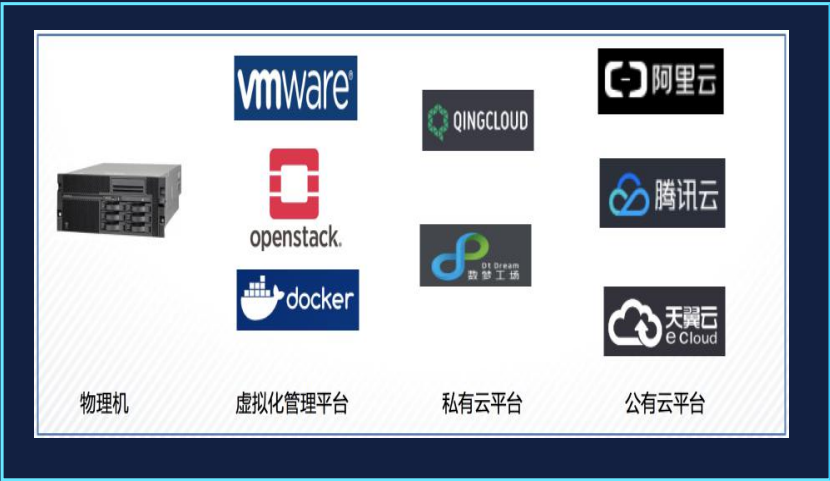 vmware®
openstack.
docker
QINGCLOUD
Dt Dream
数梦工场
阿里云
腾讯云
天翼云
e Cloud
物理机
虚拟化管理平台
私有云平台
公有云平台